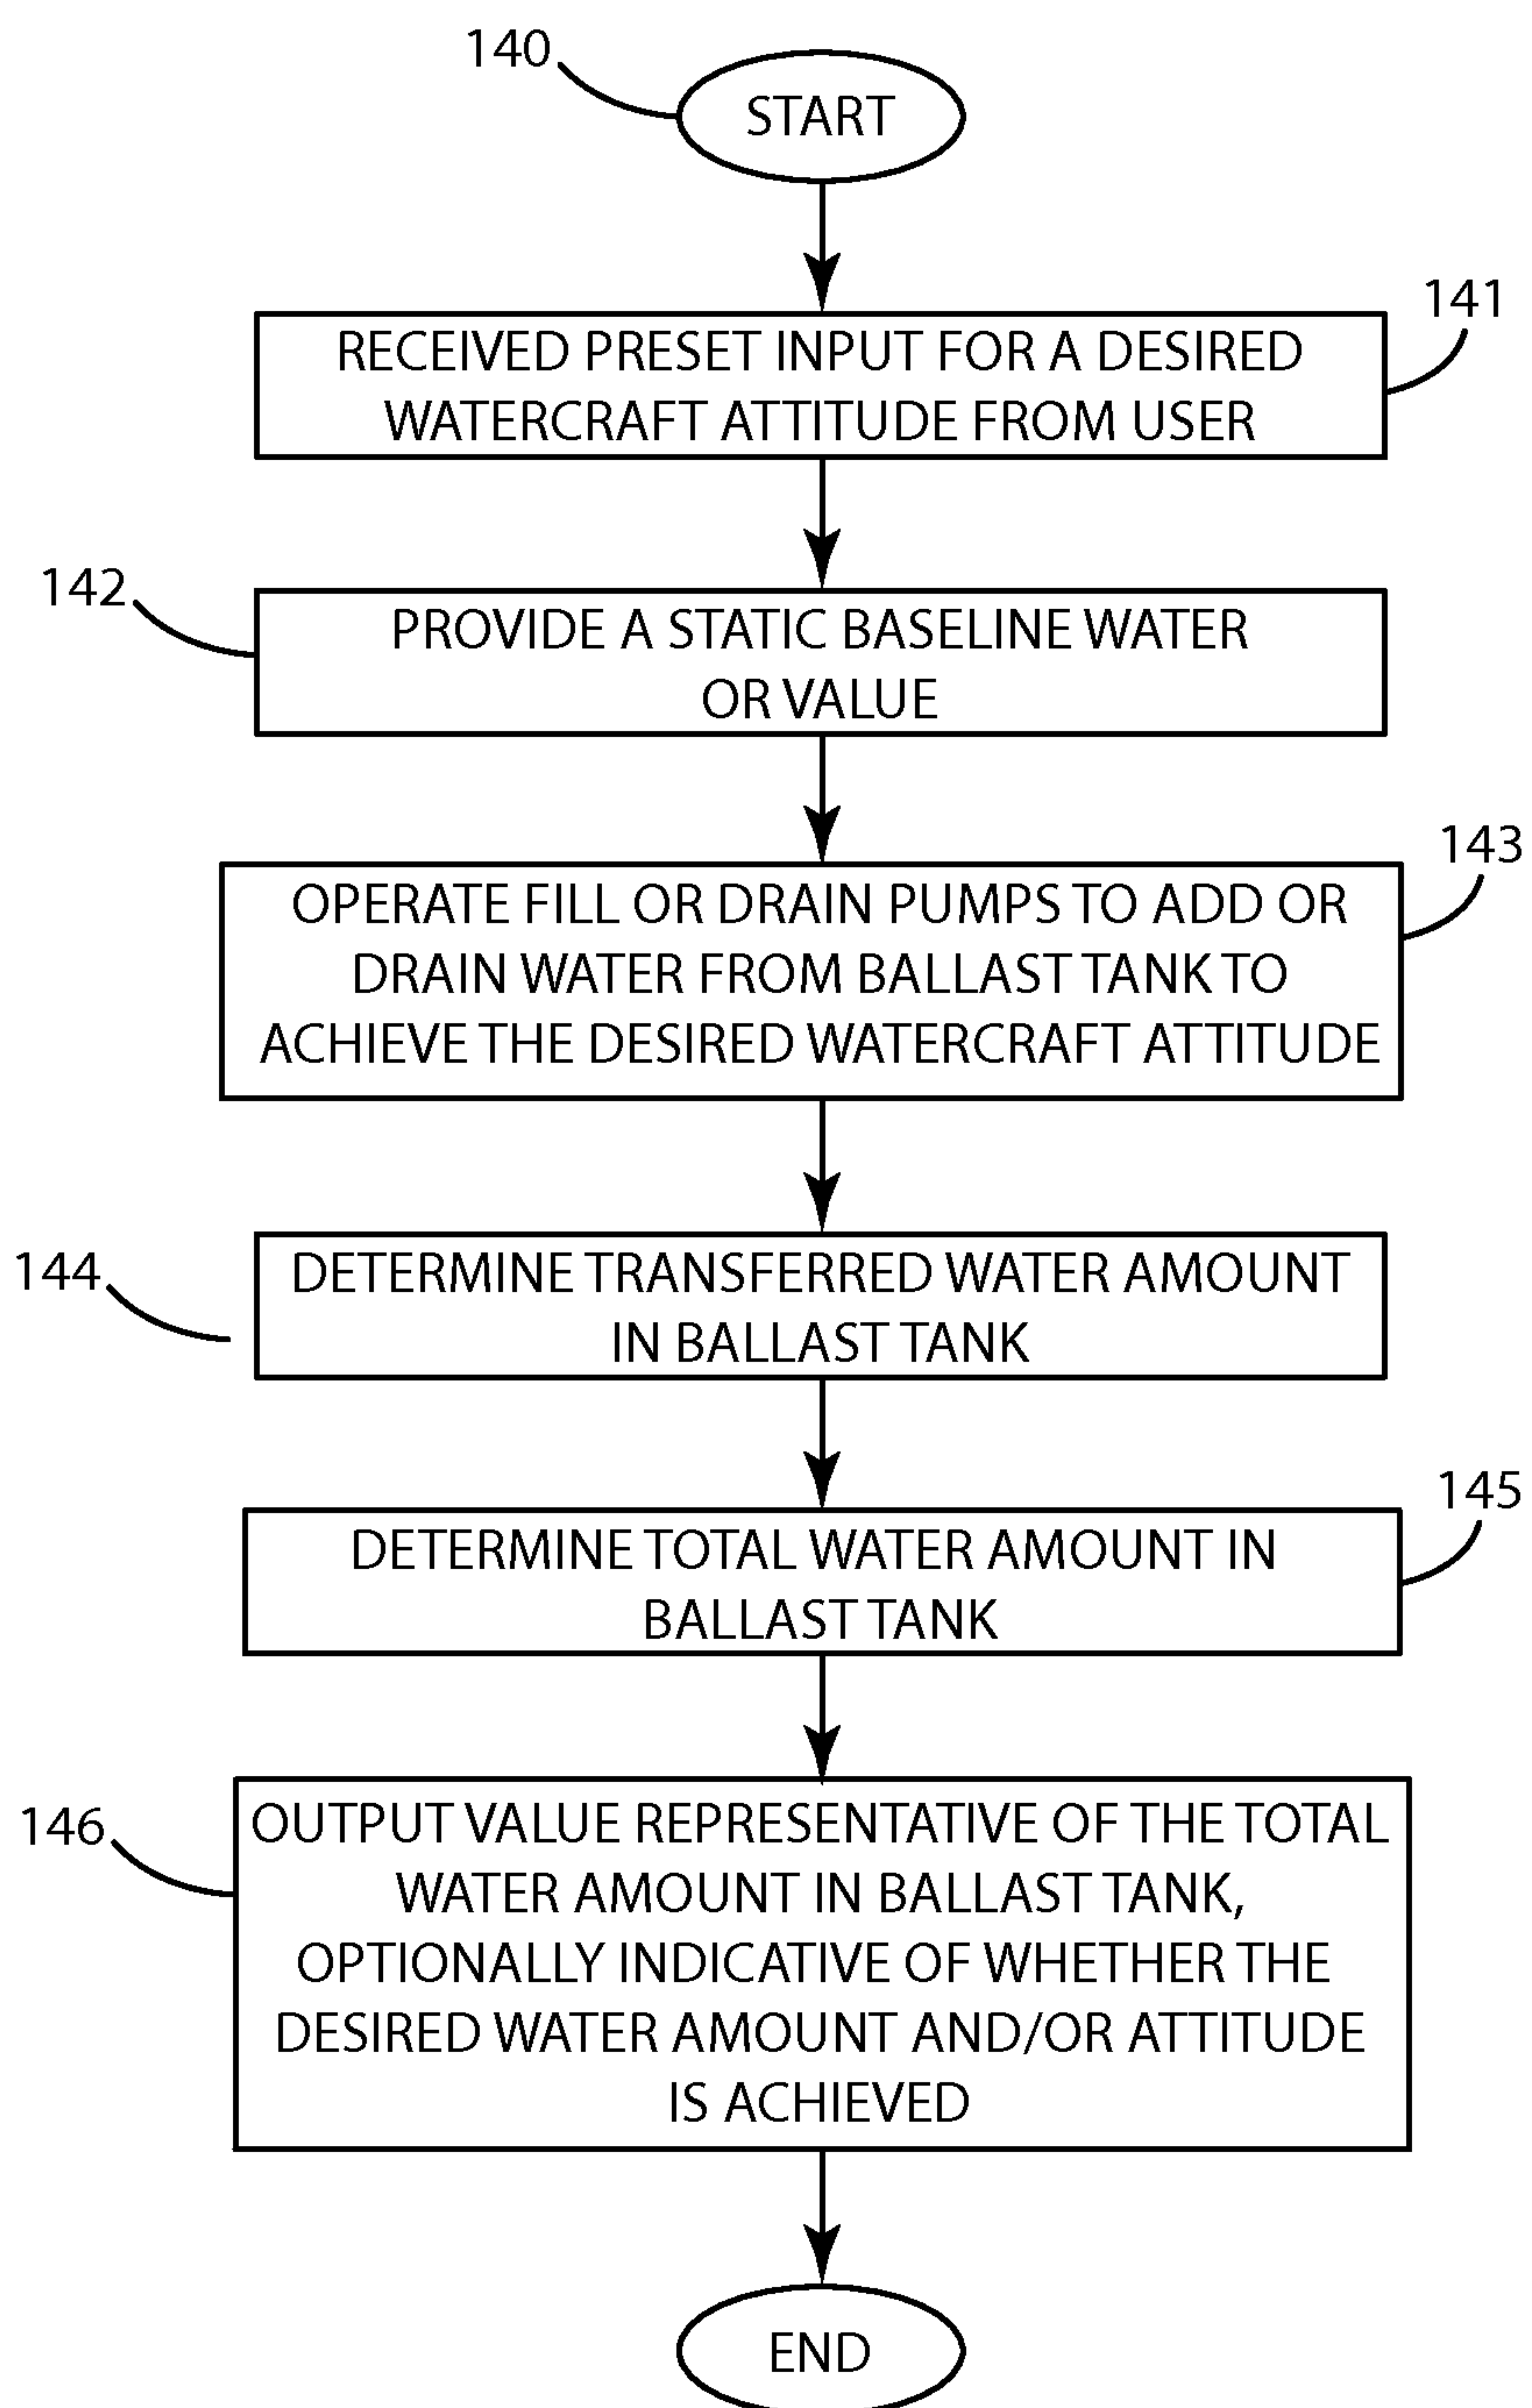 140
START
141
RECEIVED PRESET INPUT FOR A DESIRED
WATERCRAFT ATTITUDE FROM USER
142
PROVIDE A STATIC BASELINE WATER
OR VALUE
143
OPERATE FILL OR DRAIN PUMPS TO ADD OR
DRAIN WATER FROM BALLAST TANK TO
ACHIEVE THE DESIRED WATERCRAFT ATTITUDE
144
DETERMINE TRANSFERRED WATER AMOUNT
IN BALLAST TANK
145
DETERMINE TOTAL WATER AMOUNT IN
BALLAST TANK
146
OUTPUT VALUE REPRESENTATIVE OF THE TOTAL
WATER AMOUNT IN BALLAST TANK,
OPTIONALLY INDICATIVE OF WHETHER THE
DESIRED WATER AMOUNT AND/OR ATTITUDE
IS ACHIEVED
END